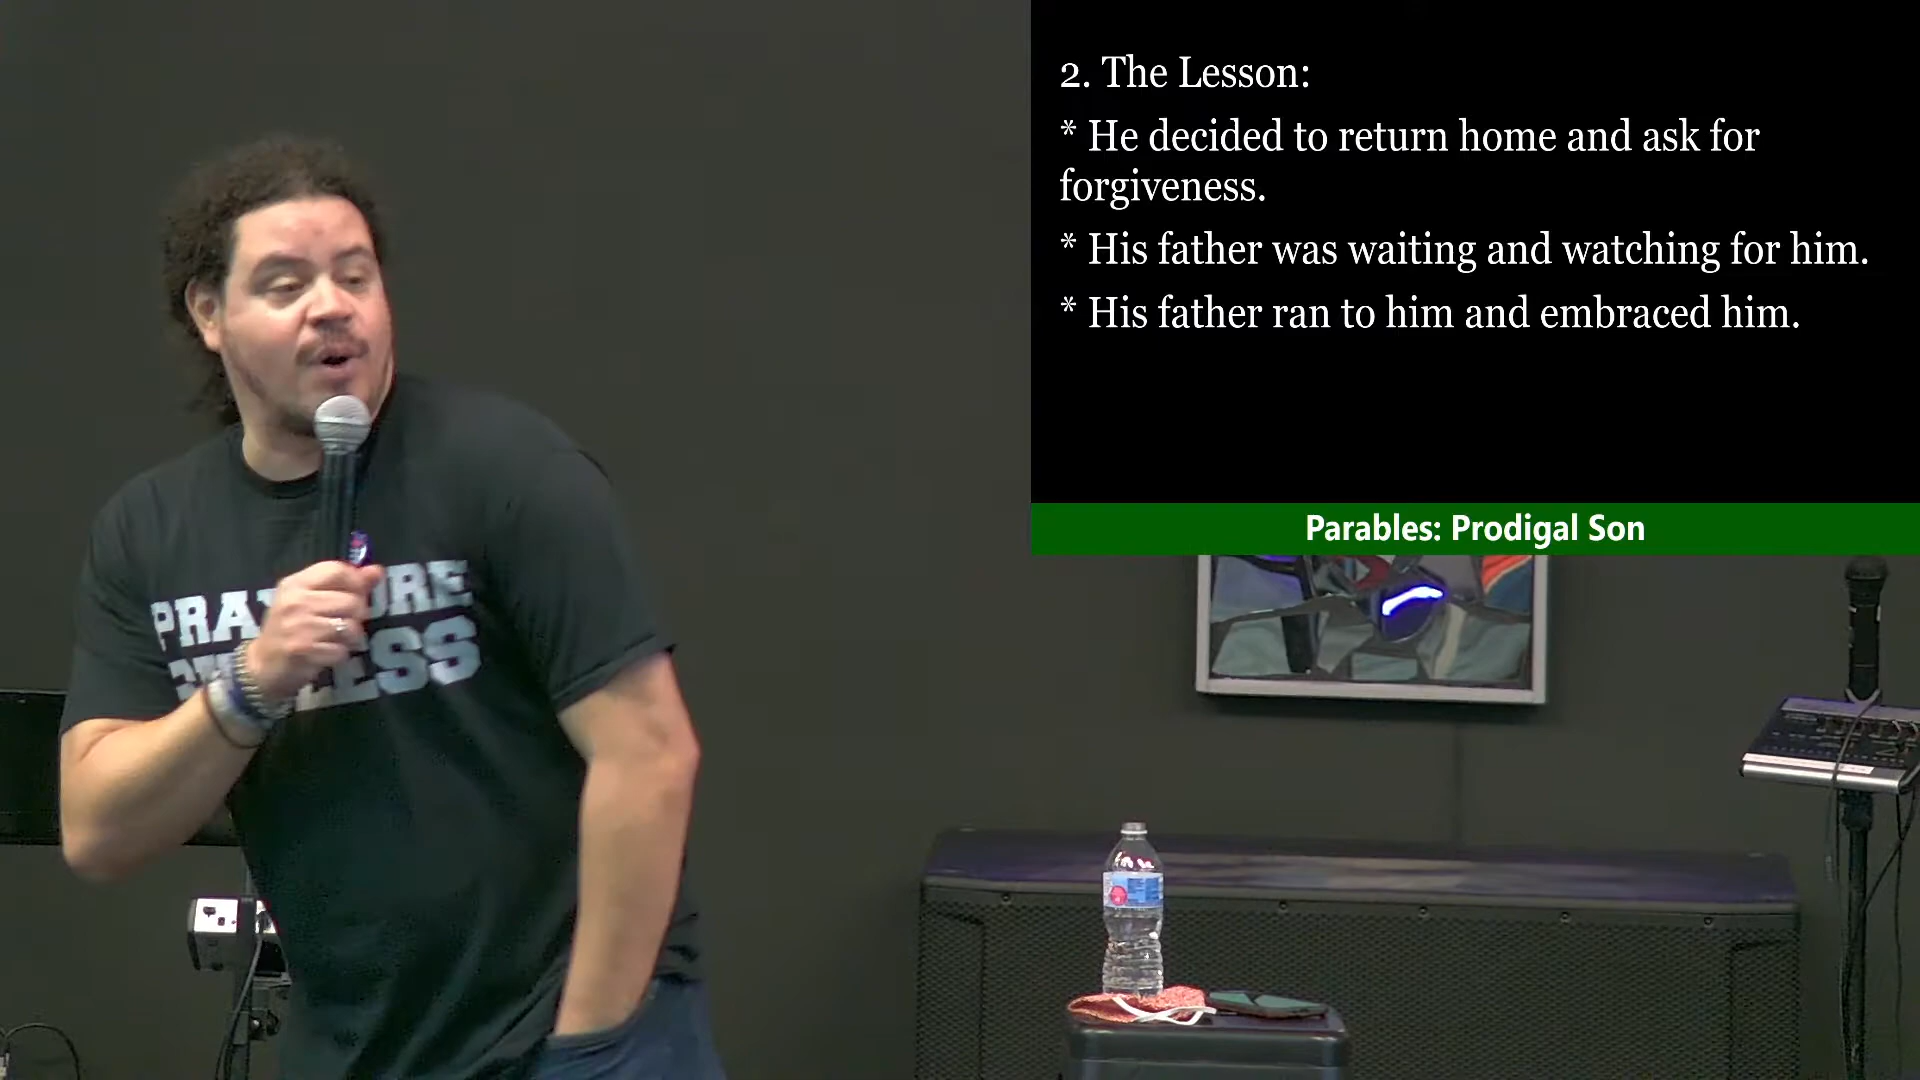 2. The Lesson:
* He decided to return home and ask for
forgiveness.
* His father was waiting and watching for him.
* His father ran to him and embraced him.
Parables: Prodigal Son